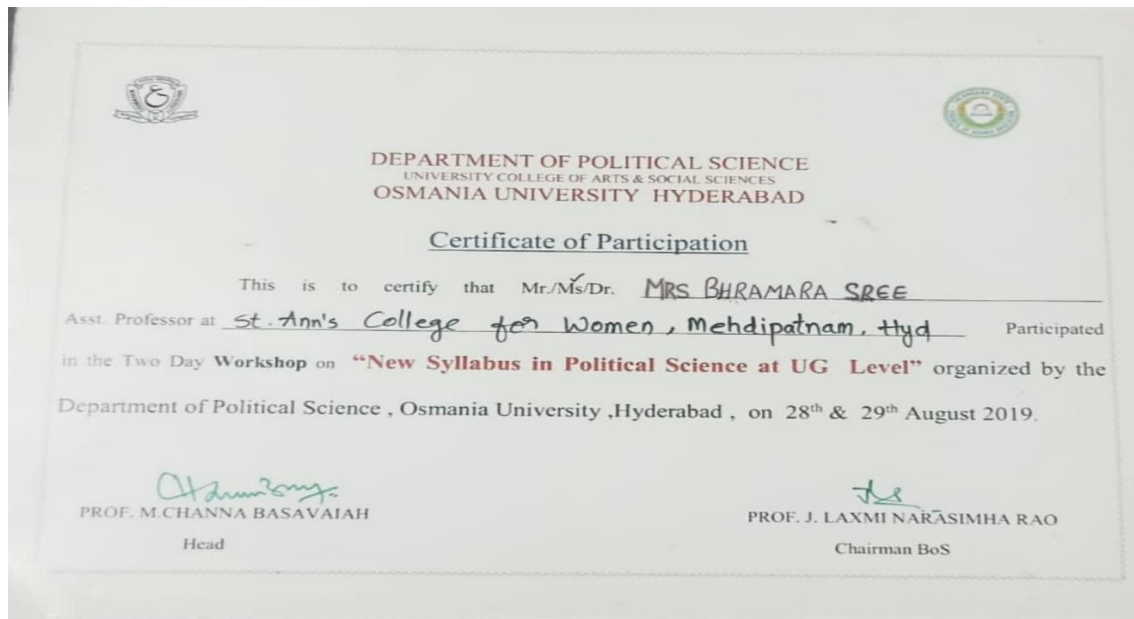 DEPARTMENT OF POLITICAL SCIENCE
UNIVERSITY COLLEGE OF ARTS & SOCIAL SCIENCES
OSMANIA UNIVERSITY HYDERABAD
Certificate of Participation
This is to certify that Mr./Ms/Dr. MRS BHRAMARA SREE
Asst. Professor at St. Ann's College for Women, Mehdipatnam, Hyd Participated
in the Two Day Workshop on “New Syllabus in Political Science at UG Level” organized by the
Department of Political Science , Osmania University ,Hyderabad , on 28th & 29th August 2019.
PROF. M.CHANNA BASAVAIAH
PROF. J. LAXMI NARASIMHA RAO
Head
Chairman BoS